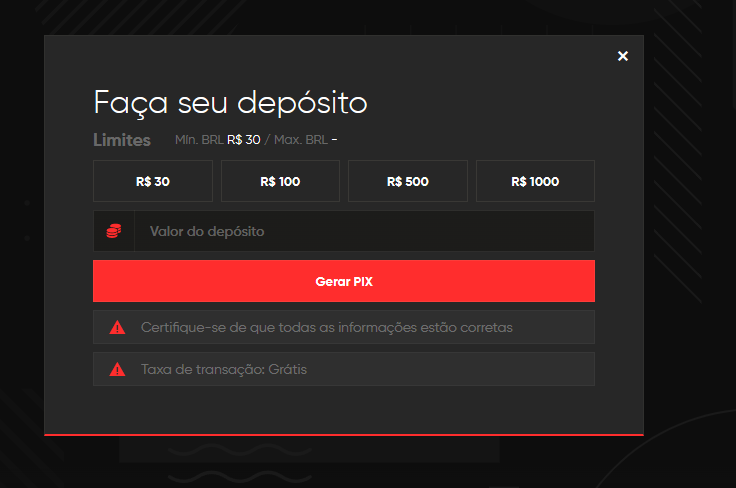 ×
Faça seu depósito
Limites Mín. BRL R$ 30 / Max. BRL -
R$ 30 R$ 100 R$ 500 R$ 1000
Valor do depósito
Gerar PIX
Certifique-se de que todas as informações estão corretas
Taxa de transação: Grátis